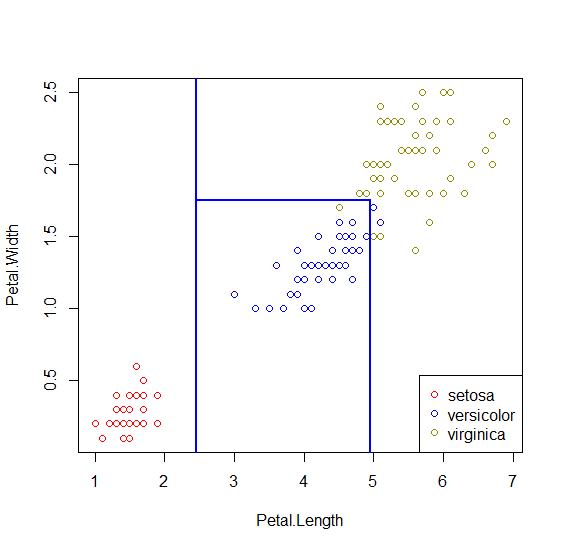 Petal.Width
2.5
2.0
1.5
1.0
0.5
setosa
versicolor
virginica
1 2 3 4 5 6 7
Petal.Length